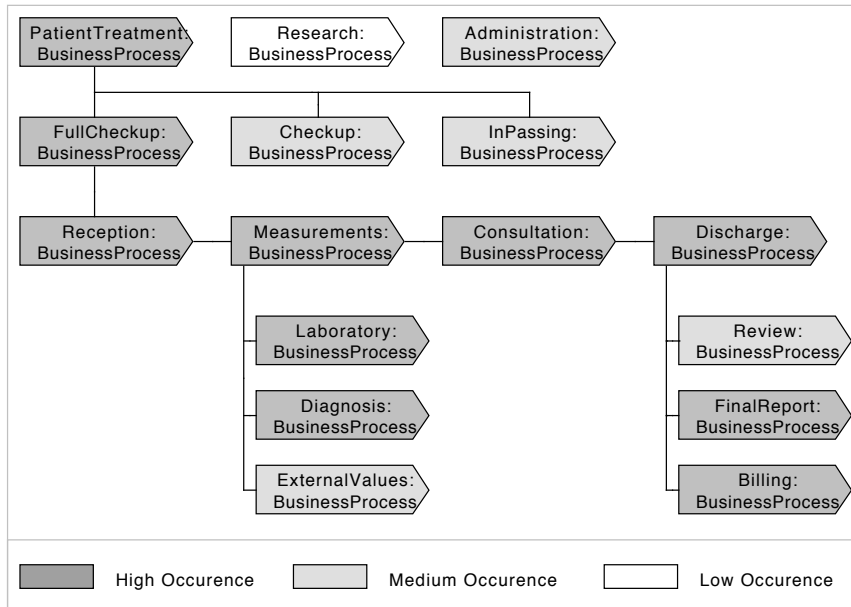 PatientTreatment:
BusinessProcess
Research:
BusinessProcess
Administration:
BusinessProcess
FullCheckup:
BusinessProcess
Checkup:
BusinessProcess
InPassing:
BusinessProcess
Reception:
BusinessProcess
Measurements:
BusinessProcess
Consultation:
BusinessProcess
Discharge:
BusinessProcess
Laboratory:
BusinessProcess
Review:
BusinessProcess
Diagnosis:
BusinessProcess
FinalReport:
BusinessProcess
ExternalValues:
BusinessProcess
Billing:
BusinessProcess
High Occurence
Medium Occurence
Low Occurence